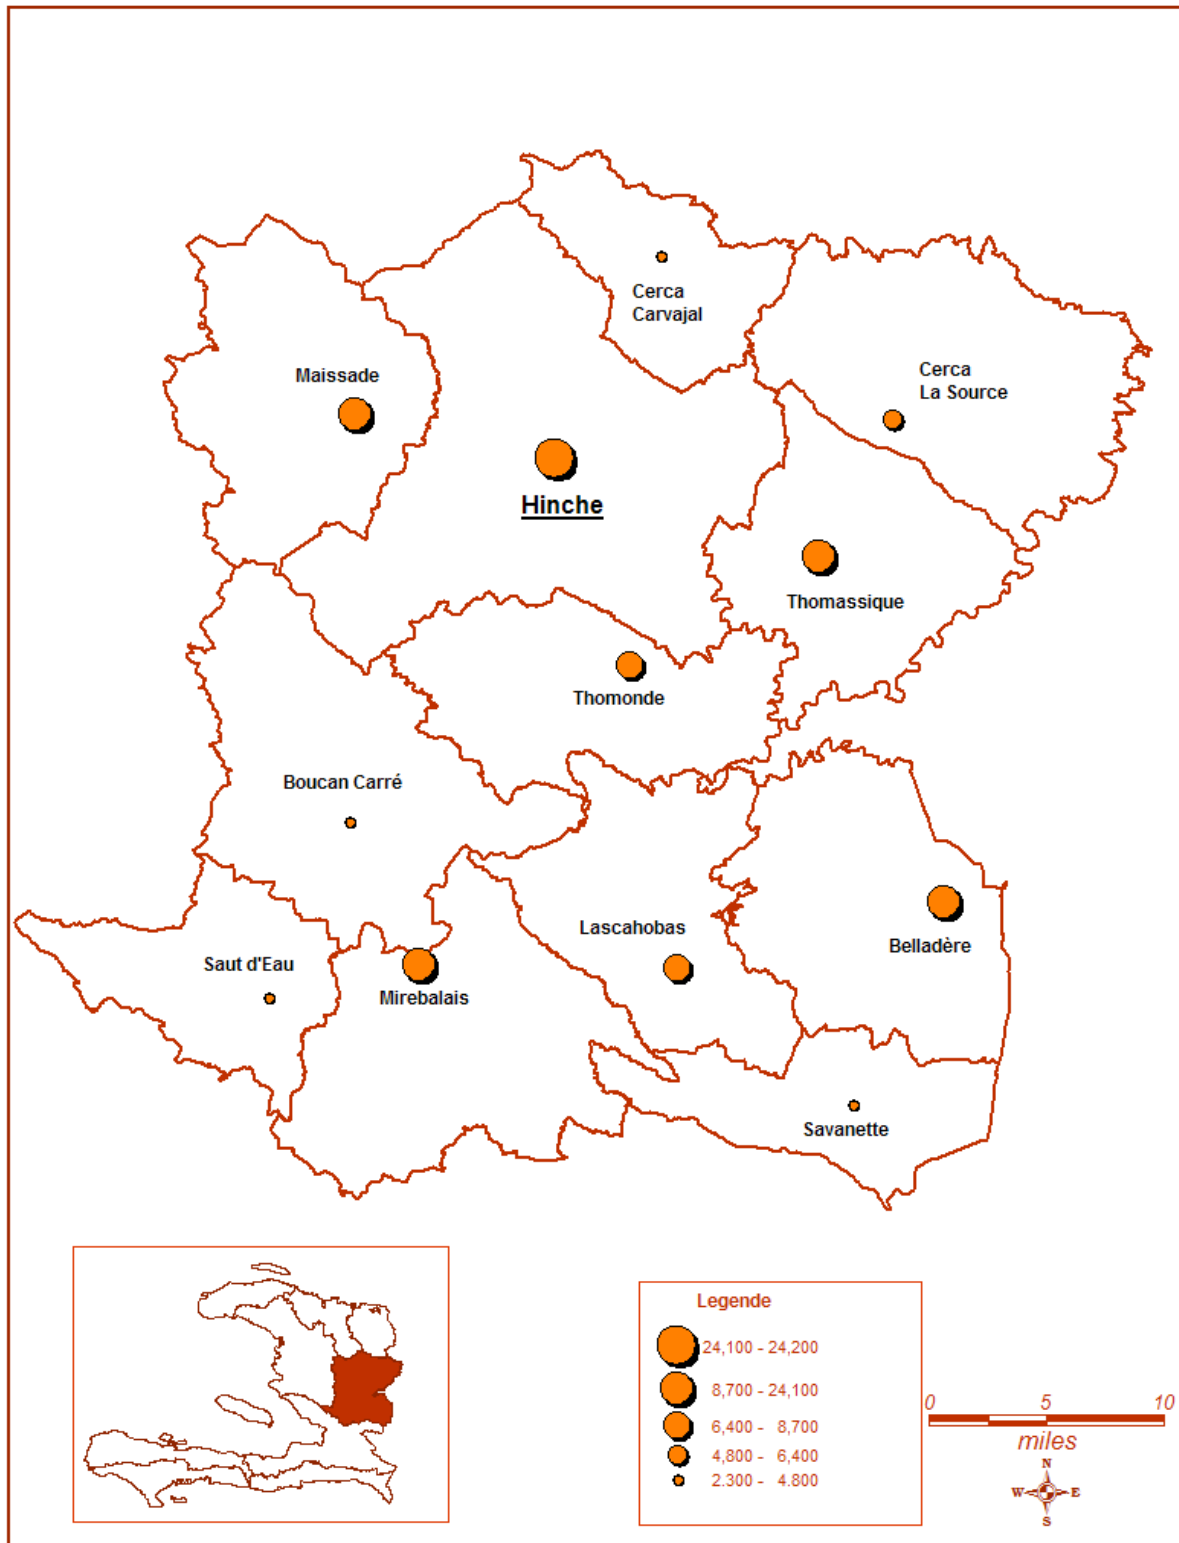 Cerca
Carvajal
Maissade
Cerca
La Source
Hinche
Thomassique
Thomonde
Boucan Carré
Lascahobas
Belladère
Saut d'Eau
Mirebalais
Savanette
Legende
24,100 - 24,200
8,700 - 24,100
6,400 - 8,700
4,800 - 6,400
2.300 - 4.800
0 5 10
miles
N
W E
S